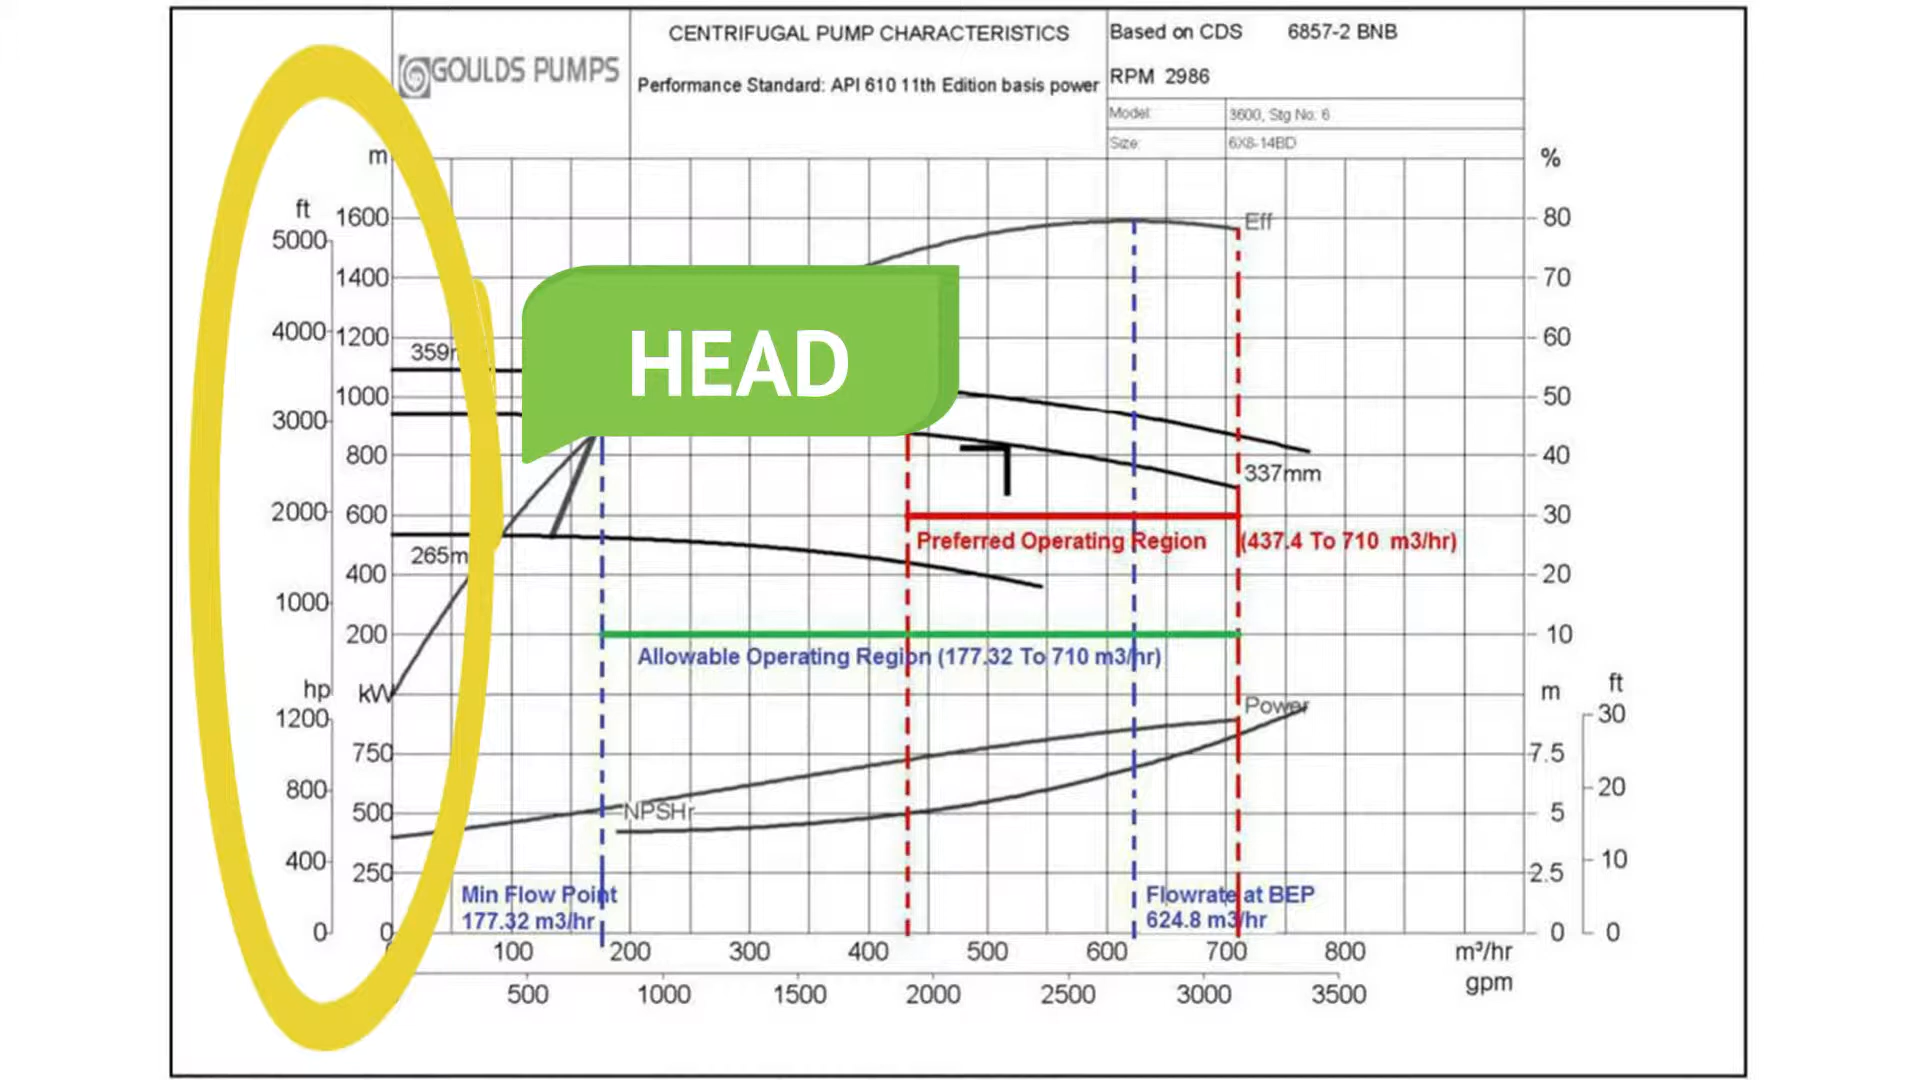 GOULDS PUMPS
CENTRIFUGAL PUMP CHARACTERISTICS
Performance Standard: API 610 11th Edition basis power
Based on CDS 6857-2 BNB
RPM 2986
Model: 3600, Stg No: 6
Size: 6X8-14BD
m
%
ft
1600
80
Eff
5000
1400
70
HEAD
4000
1200
60
359m
1000
50
3000
800
40
337mm
2000
600
30
Preferred Operating Region (437.4 To 710 m3/hr)
265m
400
20
1000
200
10
Allowable Operating Region (177.32 To 710 m3/hr)
hp
kW
m
ft
1200
Power
30
750
7.5
800
20
NPSHr
500
5
400
10
250
2.5
Min Flow Point
177.32 m3/hr
Flowrate at BEP
624.8 m3/hr
0
0
0
0
100 200 300 400 500 600 700 800 m³/hr
500 1000 1500 2000 2500 3000 3500 gpm